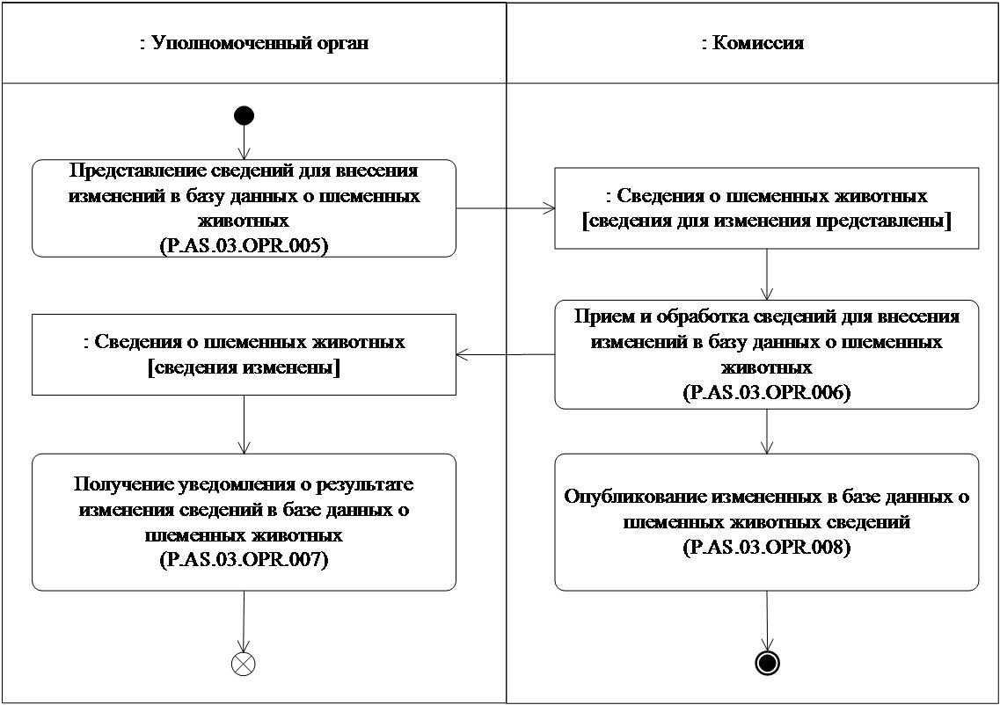 : Уполномоченный орган
: Комиссия
Представление сведений для внесения
изменений в базу данных о племенных
животных
(P.AS.03.OPR.005)
: Сведения о племенных животных
[сведения для изменения представлены]
Прием и обработка сведений для внесения
изменений в базу данных о племенных
животных
(P.AS.03.OPR.006)
: Сведения о племенных животных
[сведения изменены]
Получение уведомления о результате
изменения сведений в базе данных о
племенных животных
(P.AS.03.OPR.007)
Опубликование измененных в базе данных о
племенных животных сведений
(P.AS.03.OPR.008)